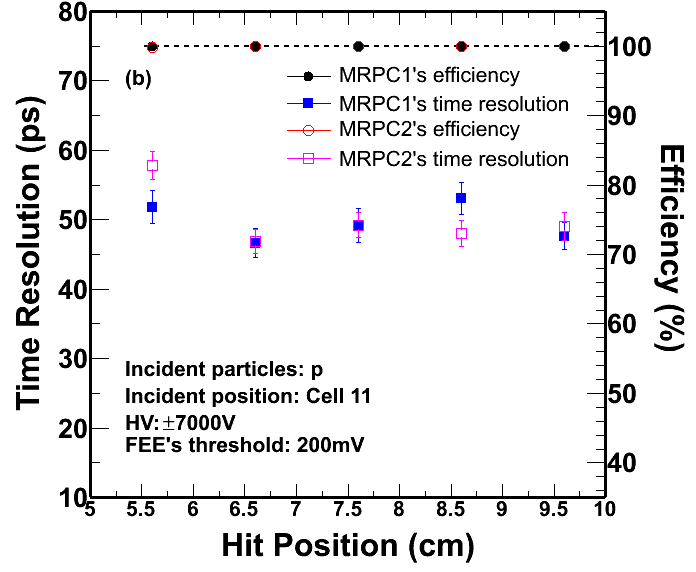 80
70
60
50
40
30
20
10
Time Resolution (ps)
(b)
MRPC1's efficiency
MRPC1's time resolution
MRPC2's efficiency
MRPC2's time resolution
Incident particles: p
Incident position: Cell 11
HV: ±7000V
FEE's threshold: 200mV
100
90
80
70
60
50
40
Efficiency (%)
5 5.5 6 6.5 7 7.5 8 8.5 9 9.5 10
Hit Position (cm)